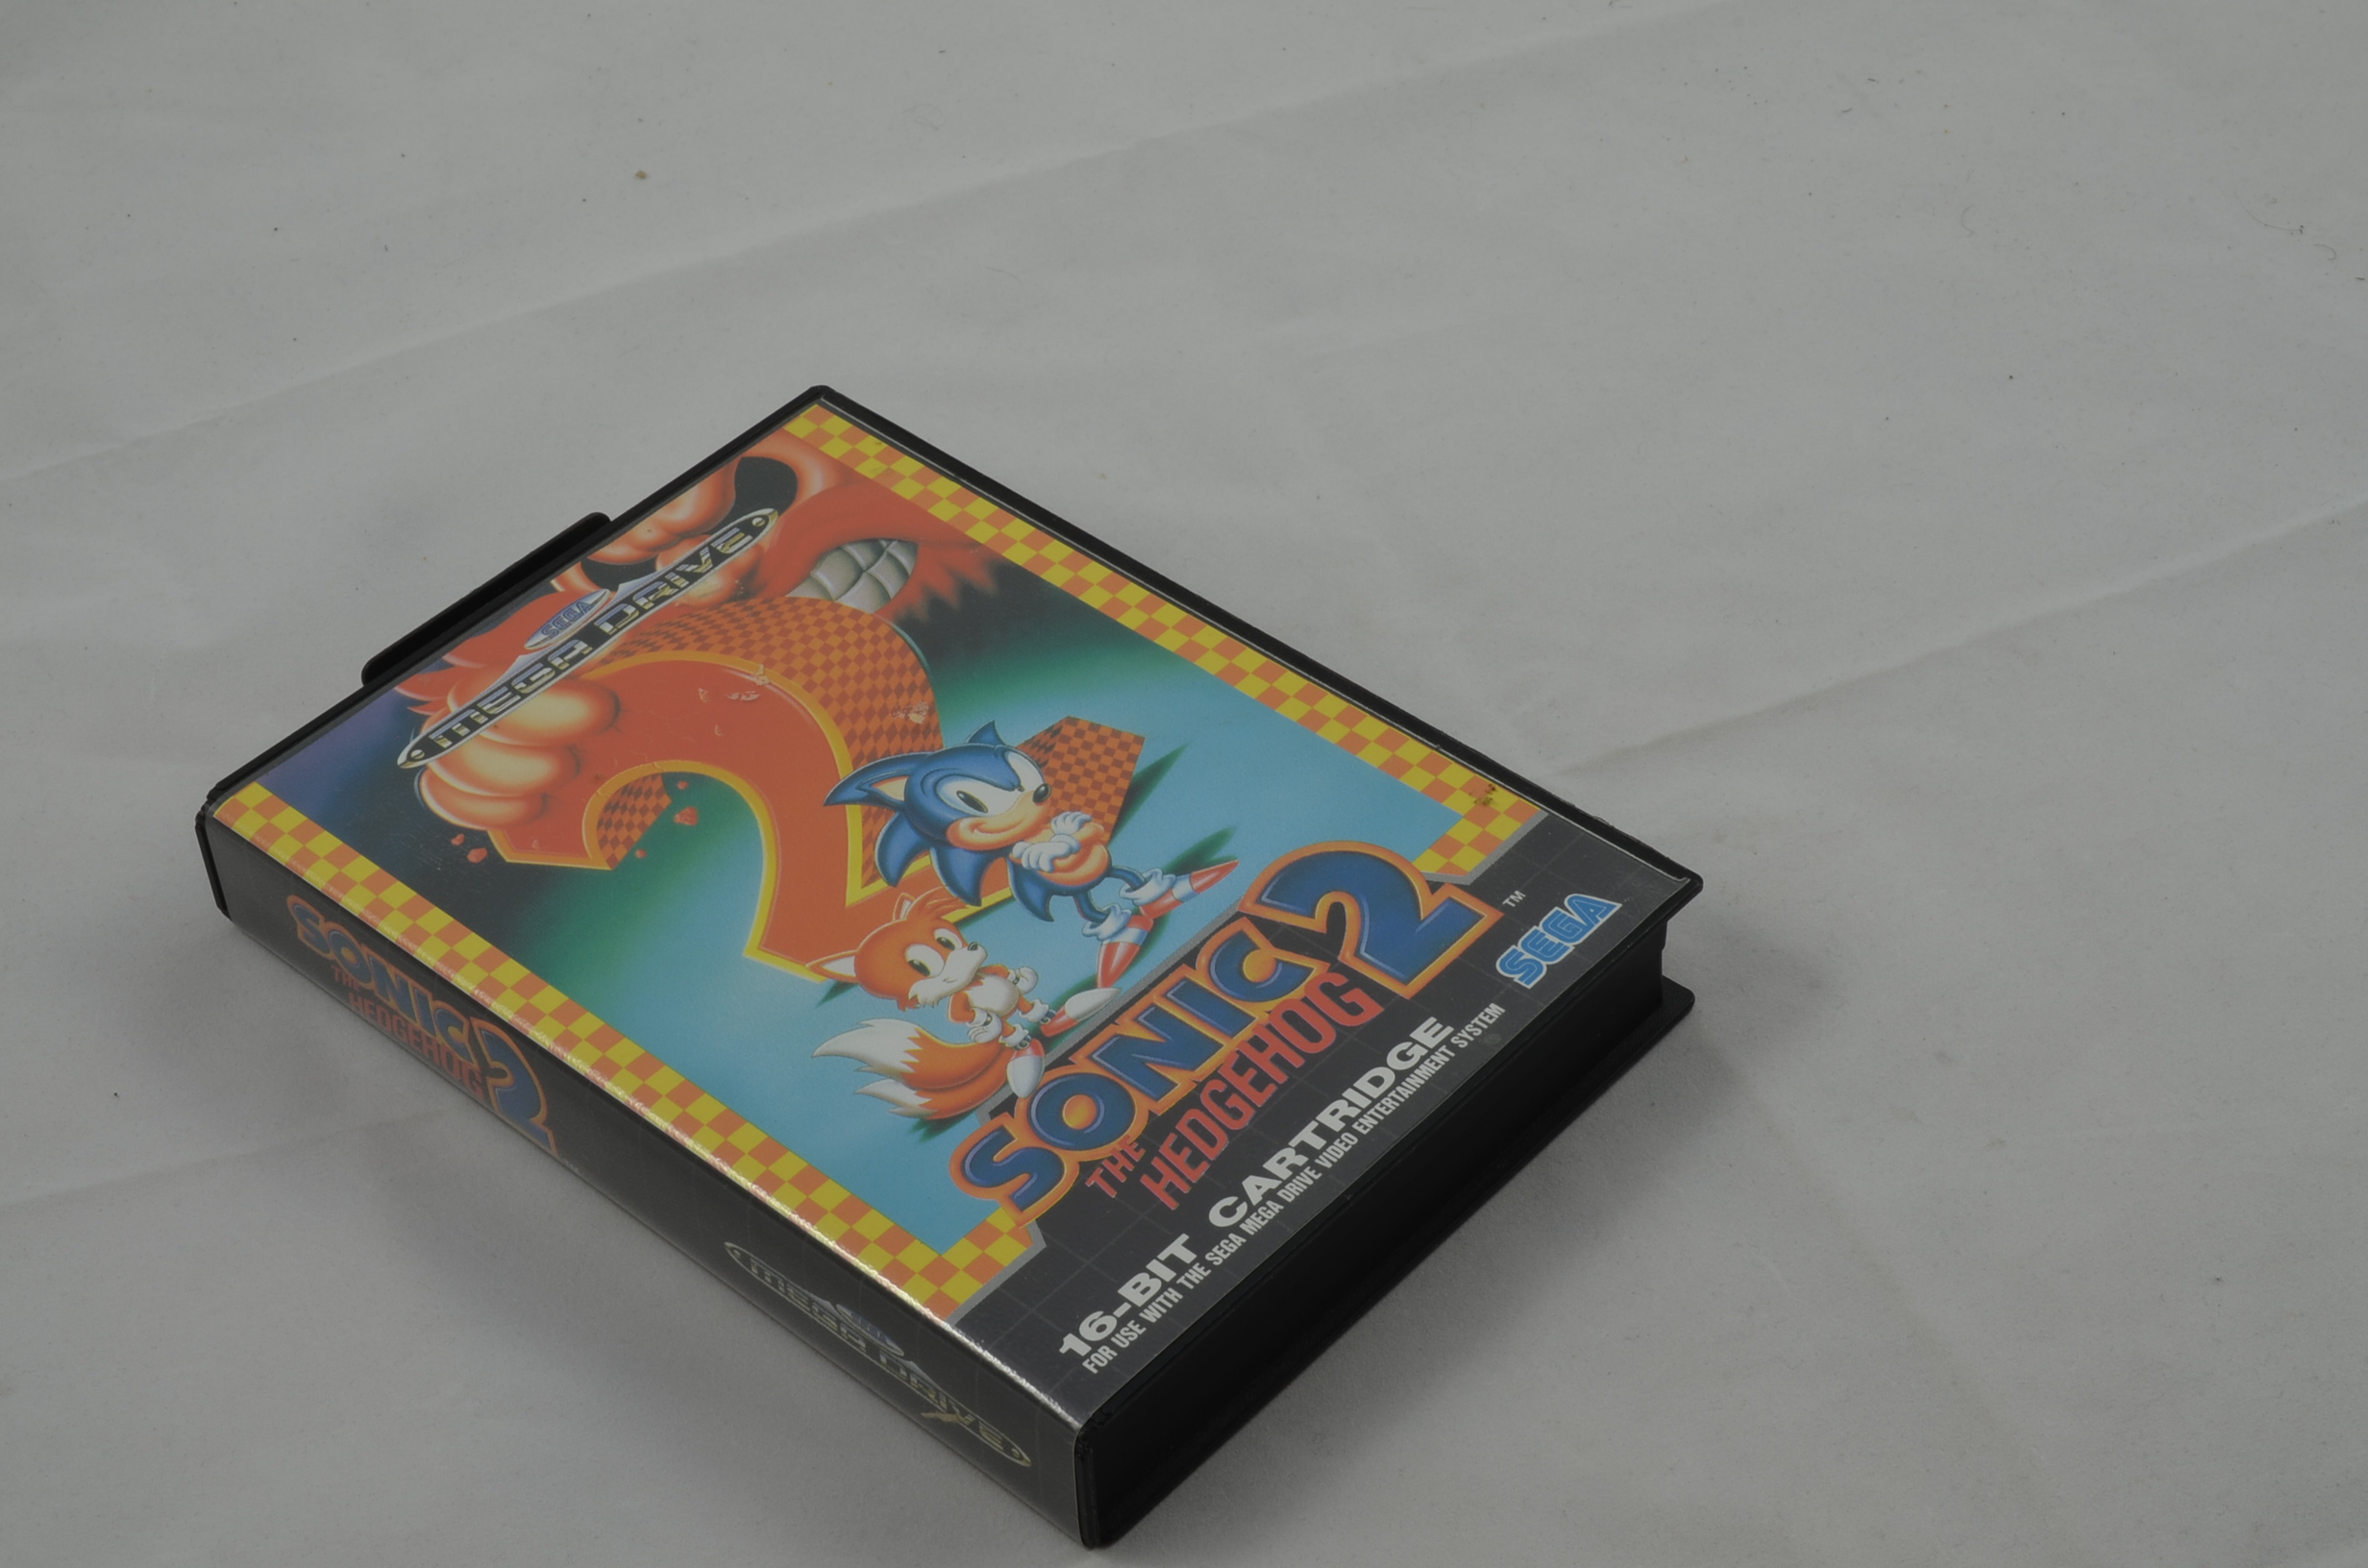 SEGA
MEGA DRIVE
SONIC 2
THE
HEDGEHOG
TM
SEGA
16-BIT CARTRIDGE
FOR USE WITH THE SEGA MEGA DRIVE VIDEO ENTERTAINMENT SYSTEM
SONIC 2
THE
HEDGEHOG
SEGA
MEGA DRIVE